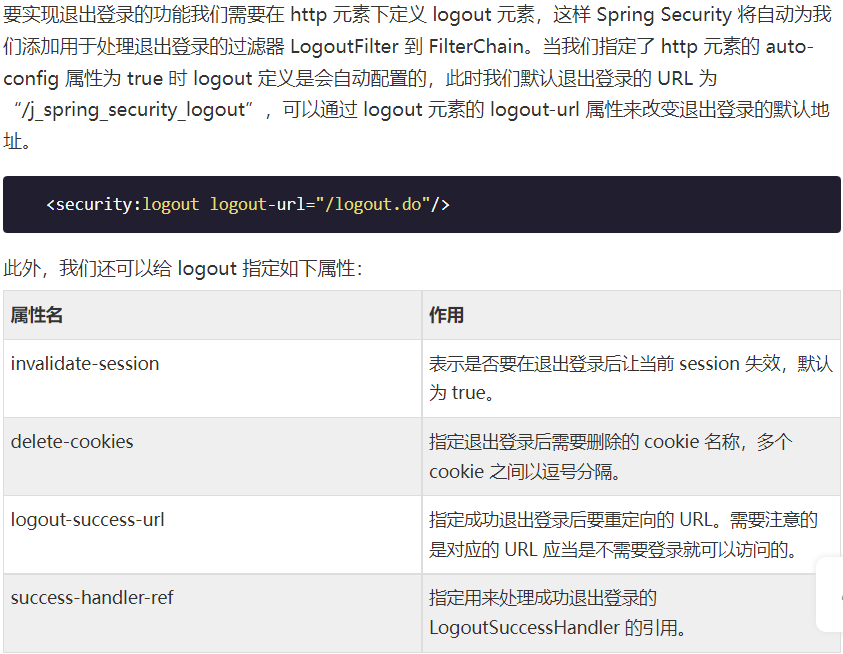 要实现退出登录的功能我们需要在 http 元素下定义 logout 元素，这样 Spring Security 将自动为我
们添加用于处理退出登录的过滤器 LogoutFilter 到 FilterChain。当我们指定了 http 元素的 auto-
config 属性为 true 时 logout 定义是会自动配置的，此时我们默认退出登录的 URL 为
“/j_spring_security_logout”，可以通过 logout 元素的 logout-url 属性来改变退出登录的默认地
址。
<security:logout logout-url="/logout.do"/>
此外，我们还可以给 logout 指定如下属性：
属性名 作用
invalidate-session 表示是否要在退出登录后让当前 session 失效，默认
为 true。
delete-cookies 指定退出登录后需要删除的 cookie 名称，多个
cookie 之间以逗号分隔。
logout-success-url 指定成功退出登录后要重定向的 URL。需要注意的
是对应的 URL 应当是不需要登录就可以访问的。
success-handler-ref 指定用来处理成功退出登录的
LogoutSuccessHandler 的引用。